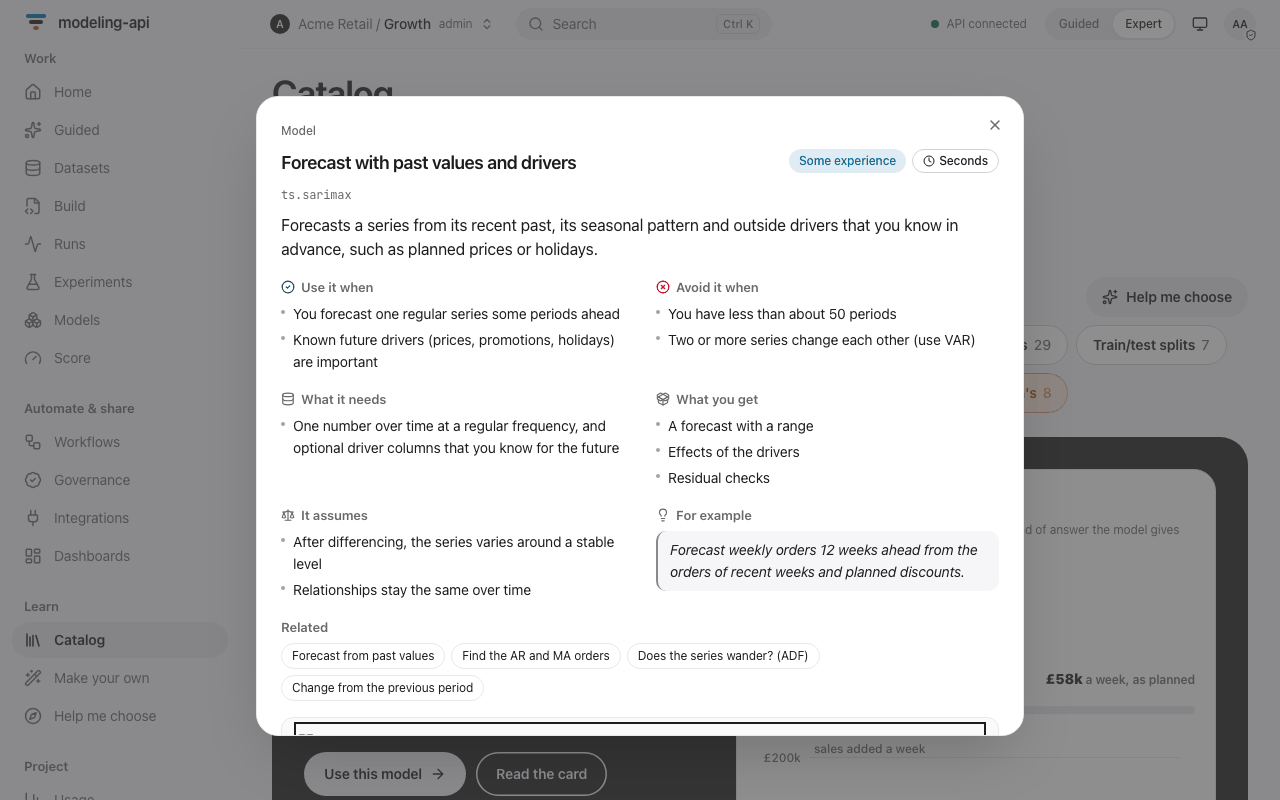 modeling-api
A
Acme Retail / Growth admin
Search
Ctrl K
API connected
Guided
Expert
AA
Work
Home
Guided
Datasets
Build
Runs
Experiments
Models
Score
Automate & share
Workflows
Governance
Integrations
Dashboards
Learn
Catalog
Make your own
Help me choose
Project
Usage
Catalog
Help me choose
s 29
Train/test splits 7
's 8
Model
Forecast with past values and drivers
Some experience
Seconds
ts.sarimax
Forecasts a series from its recent past, its seasonal pattern and outside drivers that you know in
advance, such as planned prices or holidays.
Use it when
You forecast one regular series some periods ahead
Known future drivers (prices, promotions, holidays)
are important
Avoid it when
You have less than about 50 periods
Two or more series change each other (use VAR)
What it needs
One number over time at a regular frequency, and
optional driver columns that you know for the future
What you get
A forecast with a range
Effects of the drivers
Residual checks
It assumes
After differencing, the series varies around a stable
level
Relationships stay the same over time
For example
Forecast weekly orders 12 weeks ahead from the
orders of recent weeks and planned discounts.
Related
Forecast from past values
Find the AR and MA orders
Does the series wander? (ADF)
Change from the previous period
d of answer the model gives
£58k a week, as planned
sales added a week
£200k
Use this model
Read the card